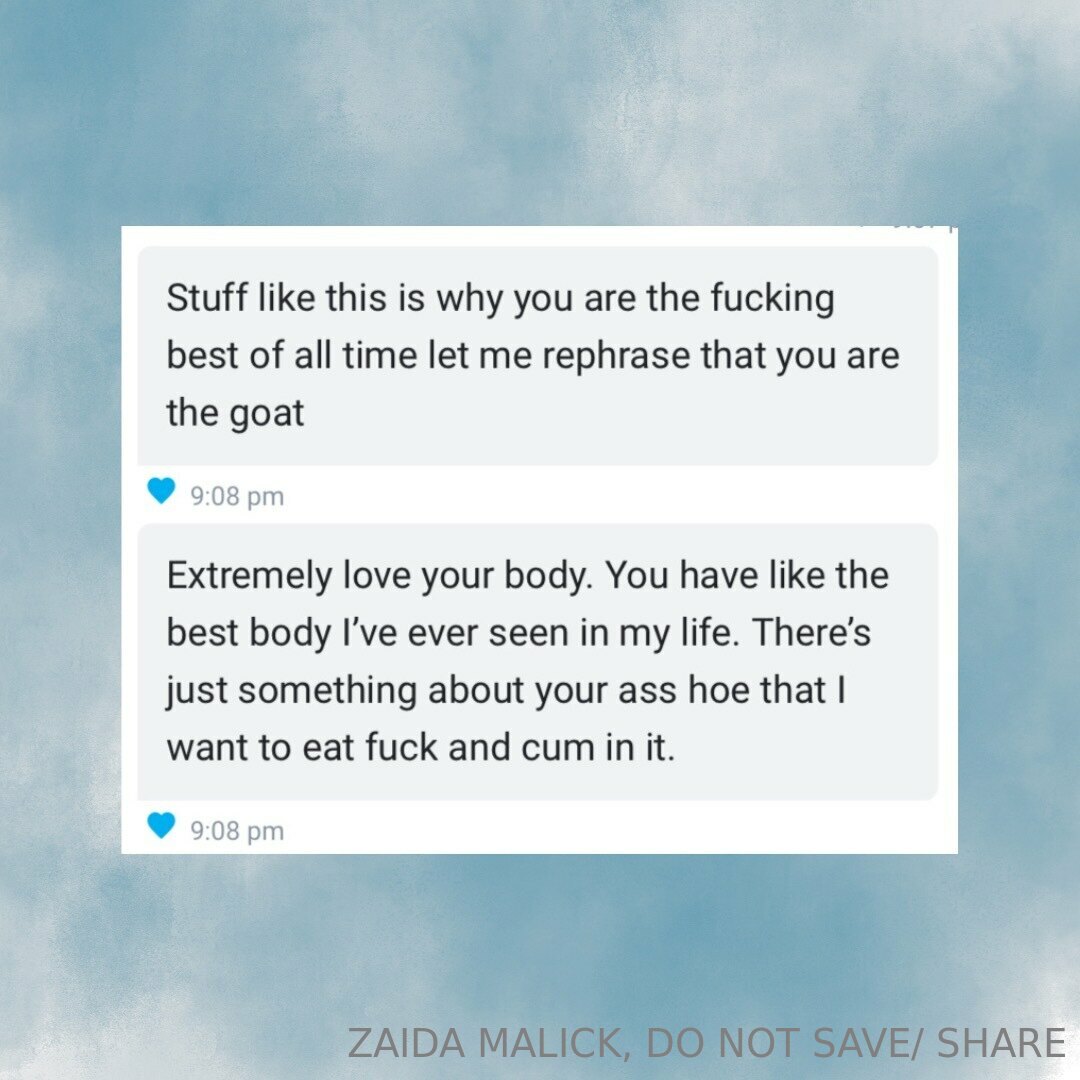 Stuff like this is why you are the fucking
best of all time let me rephrase that you are
the goat
9:08 pm
Extremely love your body. You have like the
best body I’ve ever seen in my life. There’s
just something about your ass hoe that I
want to eat fuck and cum in it.
9:08 pm
ZAIDA MALICK, DO NOT SAVE/ SHARE